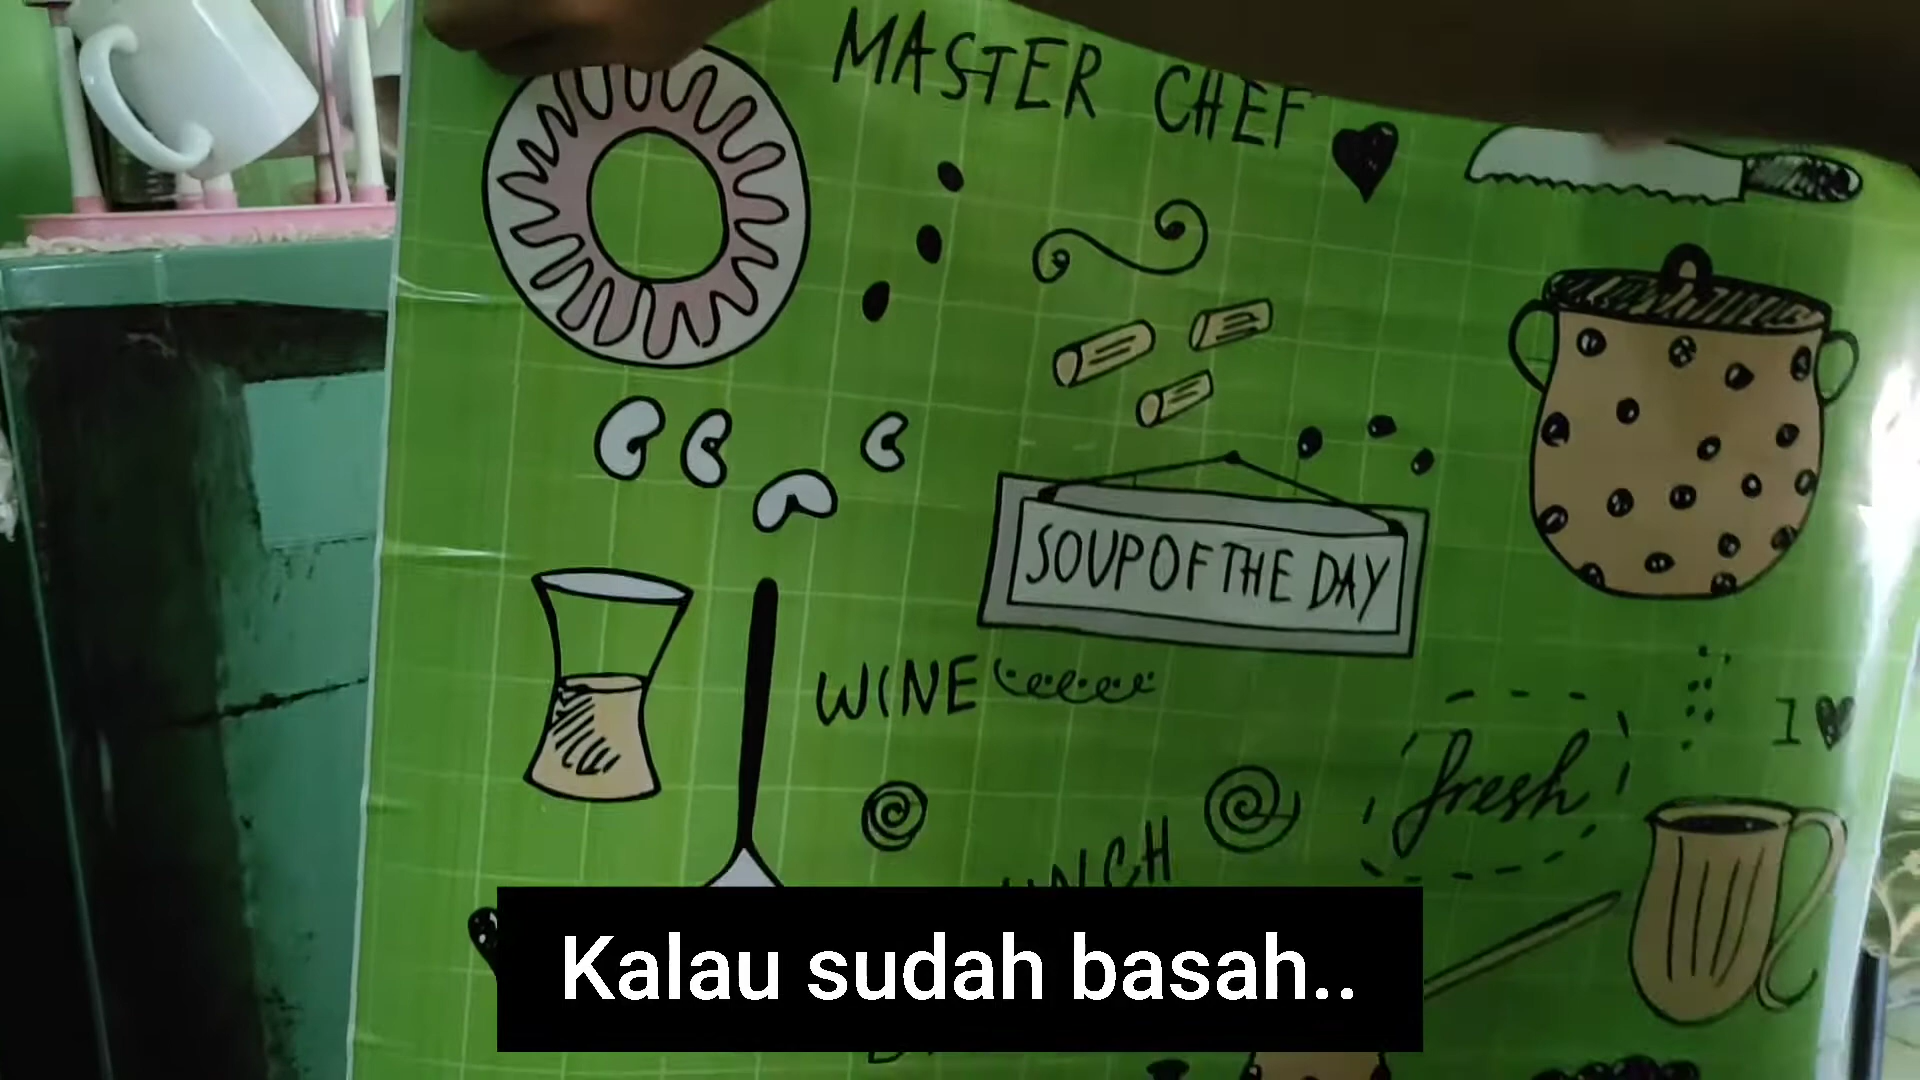 MASTER CHEF
SOUP OF THE DAY
WINE
I
fresh
Kalau sudah basah..